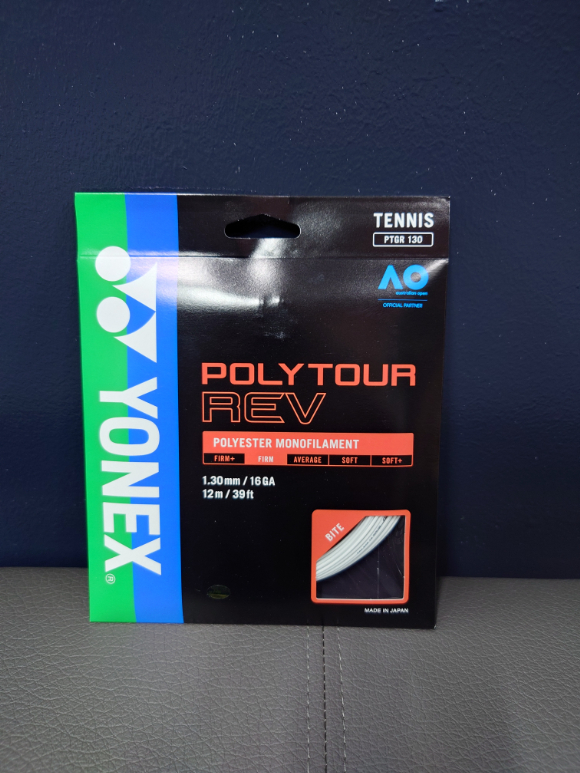 TENNIS
PTGR 130
AO
australian open
OFFICIAL PARTNER
YONEX®
POLYTOUR
REV
POLYESTER MONOFILAMENT
FIRM+ FIRM AVERAGE SOFT SOFT+
1.30mm / 16GA
12m / 39ft
BITE
MADE IN JAPAN